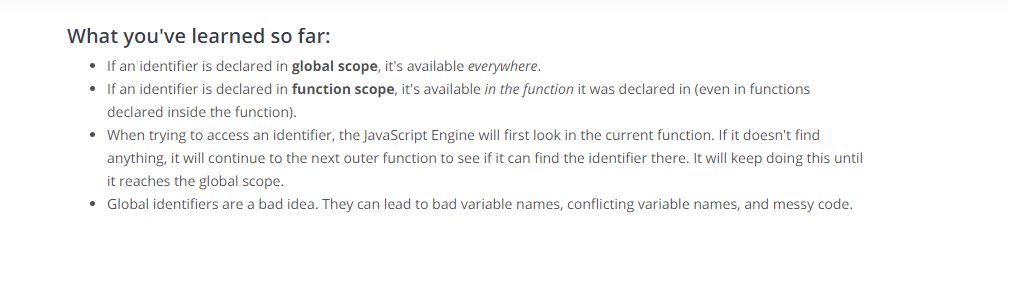 What you've learned so far:
• If an identifier is declared in global scope, it's available everywhere.
• If an identifier is declared in function scope, it's available in the function it was declared in (even in functions
declared inside the function).
• When trying to access an identifier, the JavaScript Engine will first look in the current function. If it doesn't find
anything, it will continue to the next outer function to see if it can find the identifier there. It will keep doing this until
it reaches the global scope.
• Global identifiers are a bad idea. They can lead to bad variable names, conflicting variable names, and messy code.